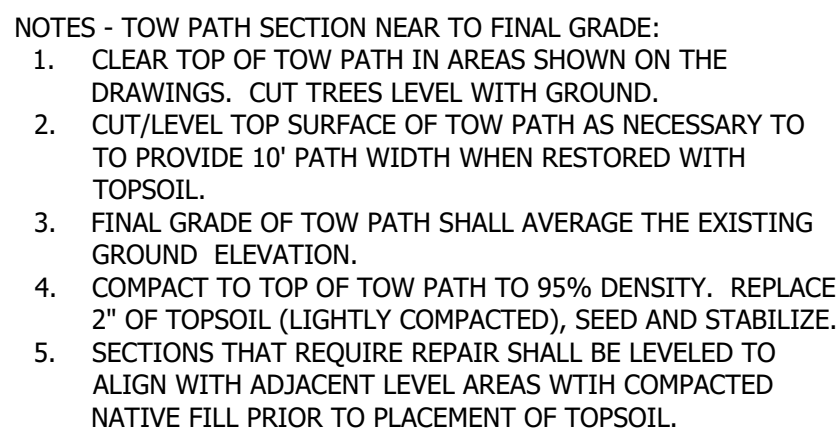 NOTES - TOW PATH SECTION NEAR TO FINAL GRADE:
1. CLEAR TOP OF TOW PATH IN AREAS SHOWN ON THE
DRAWINGS. CUT TREES LEVEL WITH GROUND.
2. CUT/LEVEL TOP SURFACE OF TOW PATH AS NECESSARY TO
TO PROVIDE 10' PATH WIDTH WHEN RESTORED WITH
TOPSOIL.
3. FINAL GRADE OF TOW PATH SHALL AVERAGE THE EXISTING
GROUND ELEVATION.
4. COMPACT TO TOP OF TOW PATH TO 95% DENSITY. REPLACE
2" OF TOPSOIL (LIGHTLY COMPACTED), SEED AND STABILIZE.
5. SECTIONS THAT REQUIRE REPAIR SHALL BE LEVELED TO
ALIGN WITH ADJACENT LEVEL AREAS WTIH COMPACTED
NATIVE FILL PRIOR TO PLACEMENT OF TOPSOIL.